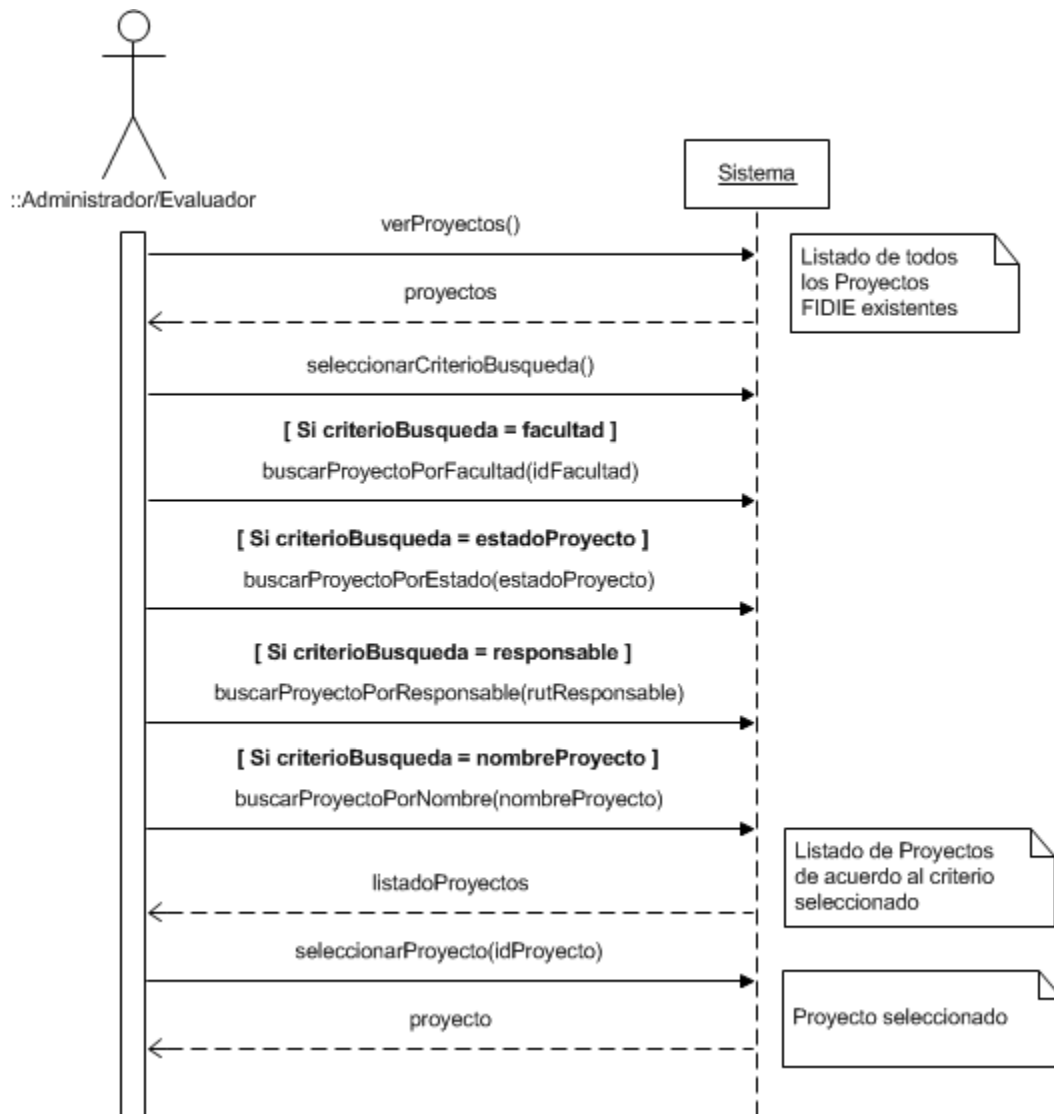 ::Administrador/Evaluador
Sistema
verProyectos()
Listado de todos
los Proyectos
FIDIE existentes
proyectos
seleccionarCriterioBusqueda()
[ Si criterioBusqueda = facultad ]
buscarProyectoPorFacultad(idFacultad)
[ Si criterioBusqueda = estadoProyecto ]
buscarProyectoPorEstado(estadoProyecto)
[ Si criterioBusqueda = responsable ]
buscarProyectoPorResponsable(rutResponsable)
[ Si criterioBusqueda = nombreProyecto ]
buscarProyectoPorNombre(nombreProyecto)
Listado de Proyectos
de acuerdo al criterio
seleccionado
listadoProyectos
seleccionarProyecto(idProyecto)
Proyecto seleccionado
proyecto